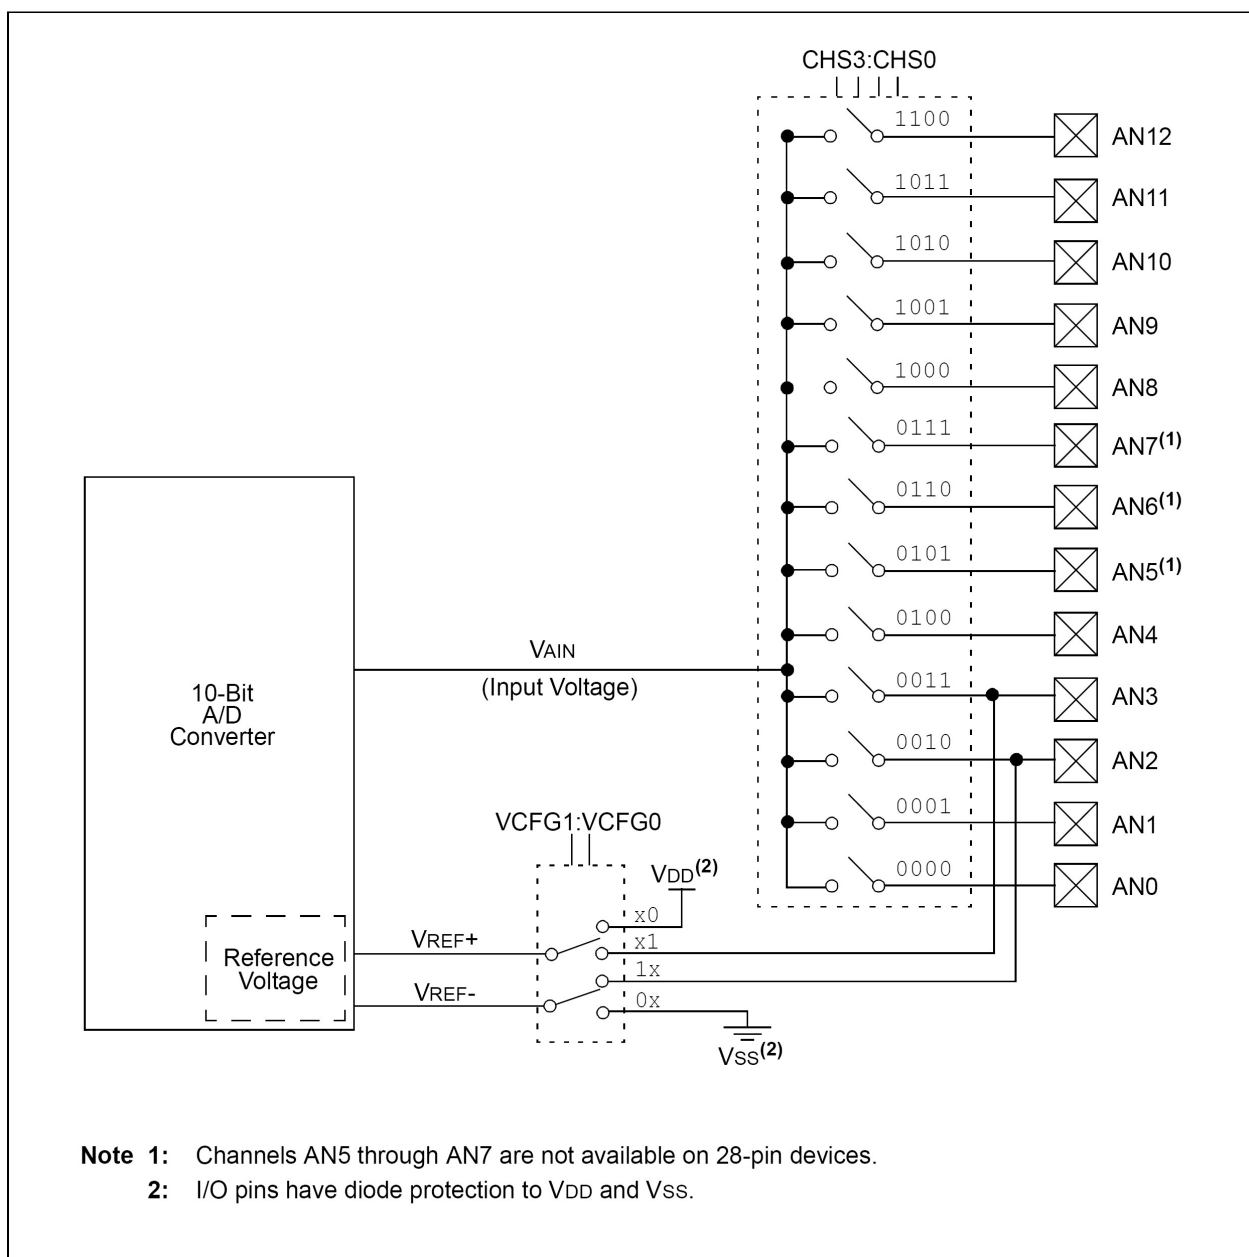 CHS3:CHS0
1100 AN12
1011 AN11
1010 AN10
1001 AN9
1000 AN8
0111 AN7(1)
0110 AN6(1)
0101 AN5(1)
0100 AN4
VAIN
(Input Voltage)
0011 AN3
10-Bit
A/D
Converter
0010 AN2
VCFG1:VCFG0
0001 AN1
VDD(2)
0000 AN0
x0
VREF+
x1
Reference
Voltage
1x
VREF-
0x
VSS(2)
Note 1: Channels AN5 through AN7 are not available on 28-pin devices.
2: I/O pins have diode protection to VDD and VSS.